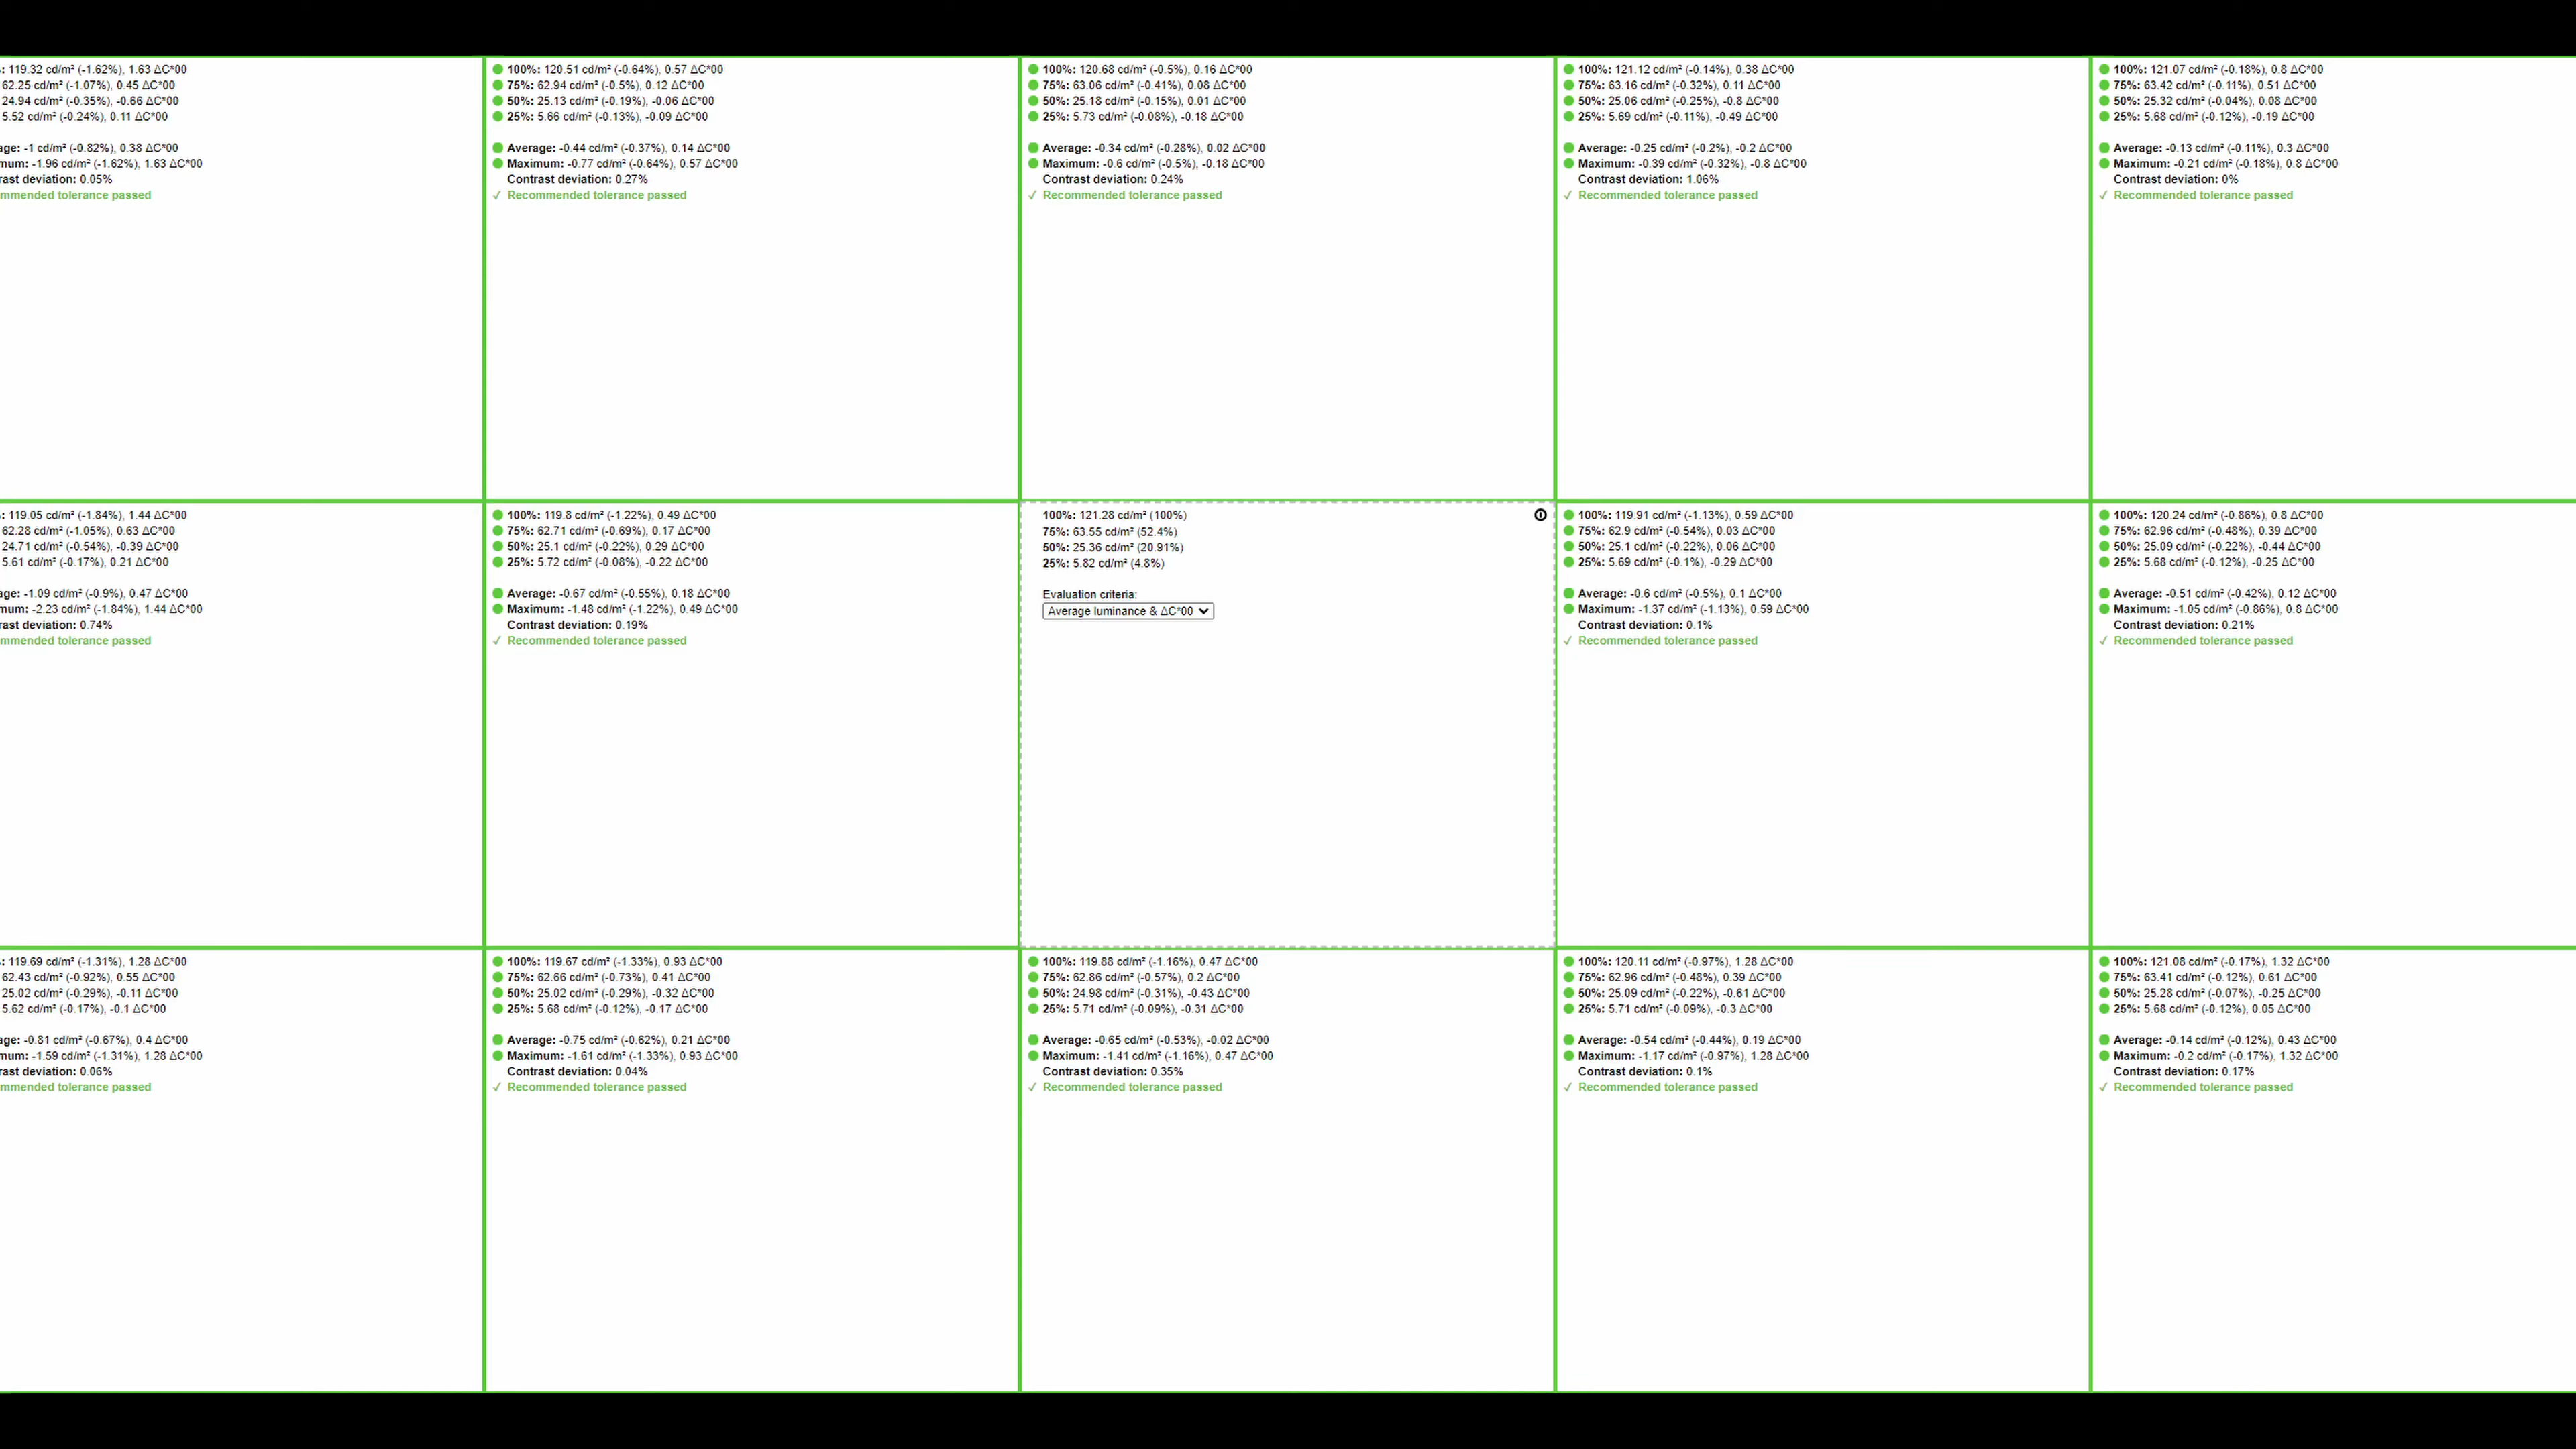 : 119.32 cd/m² (-1.62%), 1.63 ΔC*00
62.25 cd/m² (-1.07%), 0.45 ΔC*00
24.94 cd/m² (-0.35%), -0.66 ΔC*00
5.52 cd/m² (-0.24%), 0.11 ΔC*00
age: -1 cd/m² (-0.82%), 0.38 ΔC*00
mum: -1.96 cd/m² (-1.62%), 1.63 ΔC*00
rast deviation: 0.05%
mmended tolerance passed
100%: 120.51 cd/m² (-0.64%), 0.57 ΔC*00
75%: 62.94 cd/m² (-0.5%), 0.12 ΔC*00
50%: 25.13 cd/m² (-0.19%), -0.06 ΔC*00
25%: 5.66 cd/m² (-0.13%), -0.09 ΔC*00
Average: -0.44 cd/m² (-0.37%), 0.14 ΔC*00
Maximum: -0.77 cd/m² (-0.64%), 0.57 ΔC*00
Contrast deviation: 0.27%
✓ Recommended tolerance passed
100%: 120.68 cd/m² (-0.5%), 0.16 ΔC*00
75%: 63.06 cd/m² (-0.41%), 0.08 ΔC*00
50%: 25.18 cd/m² (-0.15%), 0.01 ΔC*00
25%: 5.73 cd/m² (-0.08%), -0.18 ΔC*00
Average: -0.34 cd/m² (-0.28%), 0.02 ΔC*00
Maximum: -0.6 cd/m² (-0.5%), -0.18 ΔC*00
Contrast deviation: 0.24%
✓ Recommended tolerance passed
100%: 121.12 cd/m² (-0.14%), 0.38 ΔC*00
75%: 63.16 cd/m² (-0.32%), 0.11 ΔC*00
50%: 25.06 cd/m² (-0.25%), -0.8 ΔC*00
25%: 5.69 cd/m² (-0.11%), -0.49 ΔC*00
Average: -0.25 cd/m² (-0.2%), -0.2 ΔC*00
Maximum: -0.39 cd/m² (-0.32%), -0.8 ΔC*00
Contrast deviation: 1.06%
✓ Recommended tolerance passed
100%: 121.07 cd/m² (-0.18%), 0.8 ΔC*00
75%: 63.42 cd/m² (-0.11%), 0.51 ΔC*00
50%: 25.32 cd/m² (-0.04%), 0.08 ΔC*00
25%: 5.68 cd/m² (-0.12%), -0.19 ΔC*00
Average: -0.13 cd/m² (-0.11%), 0.3 ΔC*00
Maximum: -0.21 cd/m² (-0.18%), 0.8 ΔC*00
Contrast deviation: 0%
✓ Recommended tolerance passed
: 119.05 cd/m² (-1.84%), 1.44 ΔC*00
62.28 cd/m² (-1.05%), 0.63 ΔC*00
24.71 cd/m² (-0.54%), -0.39 ΔC*00
5.61 cd/m² (-0.17%), 0.21 ΔC*00
age: -1.09 cd/m² (-0.9%), 0.47 ΔC*00
mum: -2.23 cd/m² (-1.84%), 1.44 ΔC*00
rast deviation: 0.74%
mmended tolerance passed
100%: 119.8 cd/m² (-1.22%), 0.49 ΔC*00
75%: 62.71 cd/m² (-0.69%), 0.17 ΔC*00
50%: 25.1 cd/m² (-0.22%), 0.29 ΔC*00
25%: 5.72 cd/m² (-0.08%), -0.22 ΔC*00
Average: -0.67 cd/m² (-0.55%), 0.18 ΔC*00
Maximum: -1.48 cd/m² (-1.22%), 0.49 ΔC*00
Contrast deviation: 0.19%
✓ Recommended tolerance passed
100%: 121.28 cd/m² (100%)
75%: 63.55 cd/m² (52.4%)
50%: 25.36 cd/m² (20.91%)
25%: 5.82 cd/m² (4.8%)
Evaluation criteria:
Average luminance & ΔC*00
100%: 119.91 cd/m² (-1.13%), 0.59 ΔC*00
75%: 62.9 cd/m² (-0.54%), 0.03 ΔC*00
50%: 25.1 cd/m² (-0.22%), 0.06 ΔC*00
25%: 5.69 cd/m² (-0.1%), -0.29 ΔC*00
Average: -0.6 cd/m² (-0.5%), 0.1 ΔC*00
Maximum: -1.37 cd/m² (-1.13%), 0.59 ΔC*00
Contrast deviation: 0.1%
✓ Recommended tolerance passed
100%: 120.24 cd/m² (-0.86%), 0.8 ΔC*00
75%: 62.96 cd/m² (-0.48%), 0.39 ΔC*00
50%: 25.09 cd/m² (-0.22%), -0.44 ΔC*00
25%: 5.68 cd/m² (-0.12%), -0.25 ΔC*00
Average: -0.51 cd/m² (-0.42%), 0.12 ΔC*00
Maximum: -1.05 cd/m² (-0.86%), 0.8 ΔC*00
Contrast deviation: 0.21%
✓ Recommended tolerance passed
: 119.69 cd/m² (-1.31%), 1.28 ΔC*00
62.43 cd/m² (-0.92%), 0.55 ΔC*00
25.02 cd/m² (-0.29%), -0.11 ΔC*00
5.62 cd/m² (-0.17%), -0.1 ΔC*00
age: -0.81 cd/m² (-0.67%), 0.4 ΔC*00
mum: -1.59 cd/m² (-1.31%), 1.28 ΔC*00
rast deviation: 0.06%
mmended tolerance passed
100%: 119.67 cd/m² (-1.33%), 0.93 ΔC*00
75%: 62.66 cd/m² (-0.73%), 0.41 ΔC*00
50%: 25.02 cd/m² (-0.29%), -0.32 ΔC*00
25%: 5.68 cd/m² (-0.12%), -0.17 ΔC*00
Average: -0.75 cd/m² (-0.62%), 0.21 ΔC*00
Maximum: -1.61 cd/m² (-1.33%), 0.93 ΔC*00
Contrast deviation: 0.04%
✓ Recommended tolerance passed
100%: 119.88 cd/m² (-1.16%), 0.47 ΔC*00
75%: 62.86 cd/m² (-0.57%), 0.2 ΔC*00
50%: 24.98 cd/m² (-0.31%), -0.43 ΔC*00
25%: 5.71 cd/m² (-0.09%), -0.31 ΔC*00
Average: -0.65 cd/m² (-0.53%), -0.02 ΔC*00
Maximum: -1.41 cd/m² (-1.16%), 0.47 ΔC*00
Contrast deviation: 0.35%
✓ Recommended tolerance passed
100%: 120.11 cd/m² (-0.97%), 1.28 ΔC*00
75%: 62.96 cd/m² (-0.48%), 0.39 ΔC*00
50%: 25.09 cd/m² (-0.22%), -0.61 ΔC*00
25%: 5.71 cd/m² (-0.09%), -0.3 ΔC*00
Average: -0.54 cd/m² (-0.44%), 0.19 ΔC*00
Maximum: -1.17 cd/m² (-0.97%), 1.28 ΔC*00
Contrast deviation: 0.1%
✓ Recommended tolerance passed
100%: 121.08 cd/m² (-0.17%), 1.32 ΔC*00
75%: 63.41 cd/m² (-0.12%), 0.61 ΔC*00
50%: 25.28 cd/m² (-0.07%), -0.25 ΔC*00
25%: 5.68 cd/m² (-0.12%), 0.05 ΔC*00
Average: -0.14 cd/m² (-0.12%), 0.43 ΔC*00
Maximum: -0.2 cd/m² (-0.17%), 1.32 ΔC*00
Contrast deviation: 0.17%
✓ Recommended tolerance passed